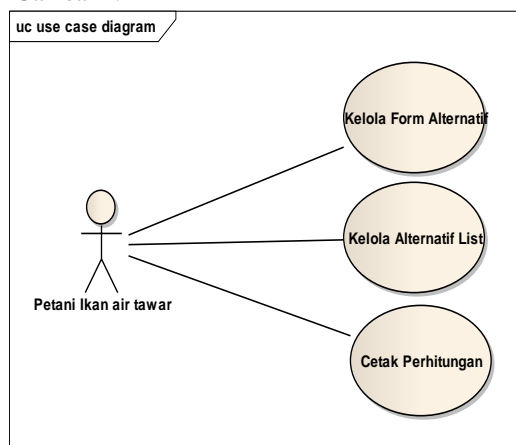 uc use case diagram
Kelola Form Alternatif
Kelola Alternatif List
Petani Ikan air tawar
Cetak Perhitungan